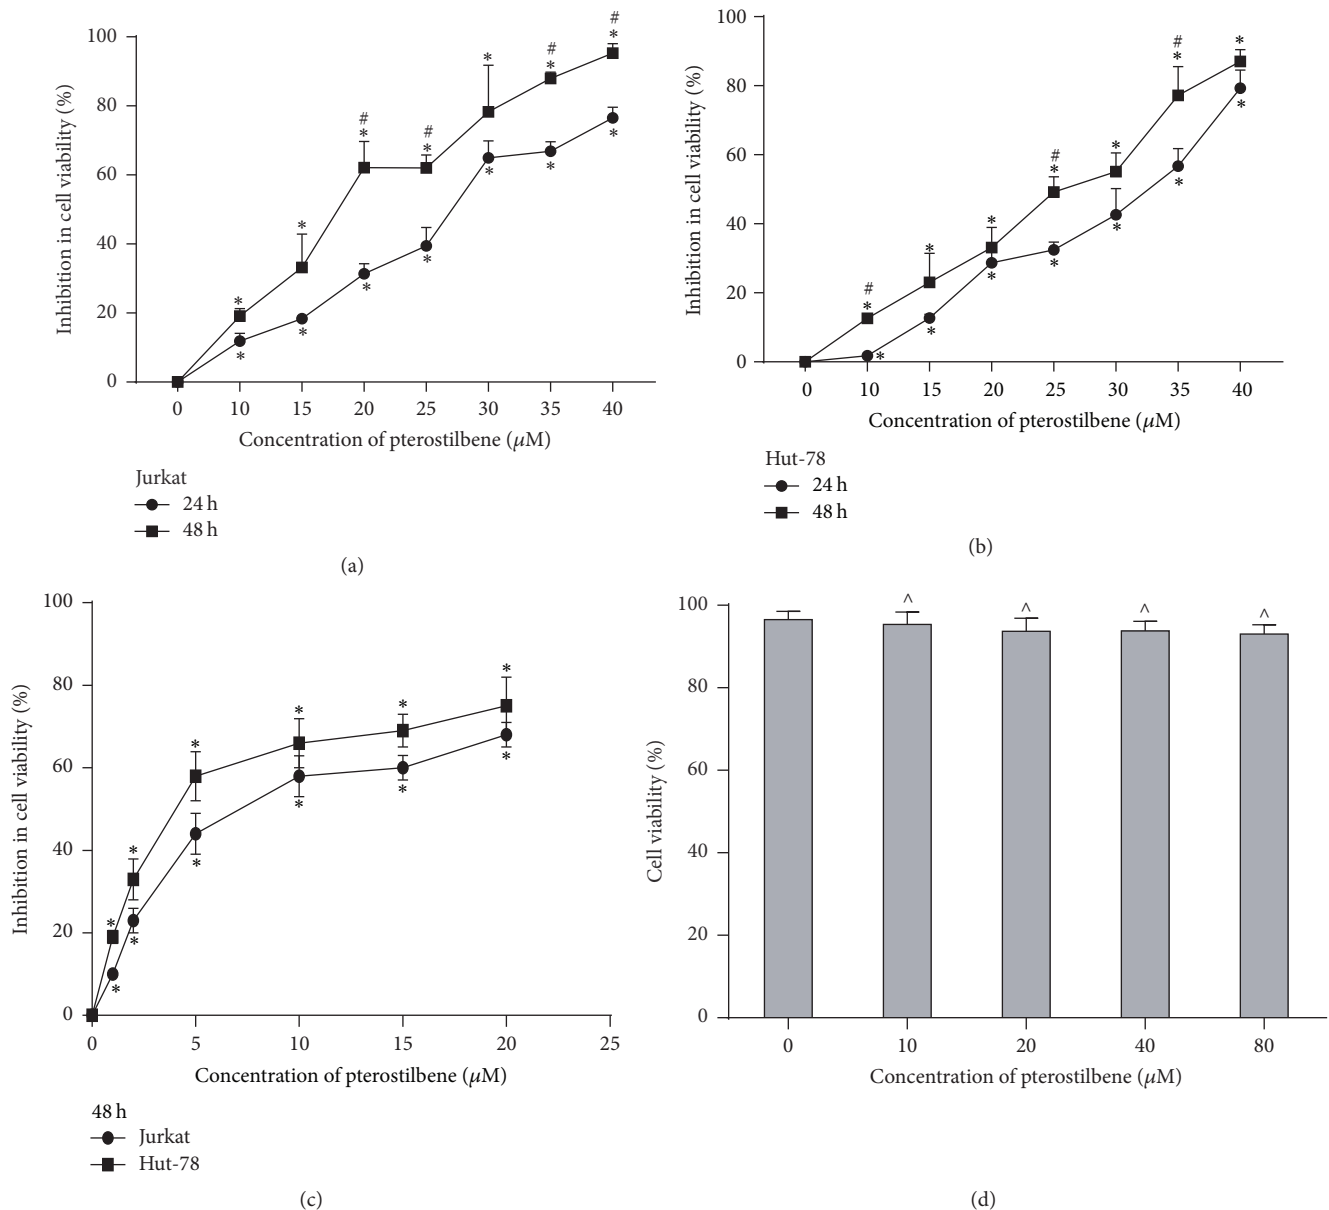 100
80
60
40
20
0
Inhibition in cell viability (%)
* * * * * * *
* # * # * * # * # *
0 10 15 20 25 30 35 40
Concentration of pterostilbene (μM)
Jurkat
24 h
48 h
(a)
100
80
60
40
20
0
Inhibition in cell viability (%)
# * * * # * * # * *
* * * * * * *
0 10 15 20 25 30 35 40
Concentration of pterostilbene (μM)
Hut-78
24 h
48 h
(b)
100
80
60
40
20
0
Inhibition in cell viability (%)
* * * * * *
* * * * * *
0 5 10 15 20 25
Concentration of pterostilbene (μM)
48 h
Jurkat
Hut-78
(c)
100
80
60
40
20
0
Cell viability (%)
^ ^ ^ ^
0 10 20 40 80
Concentration of pterostilbene (μM)
(d)